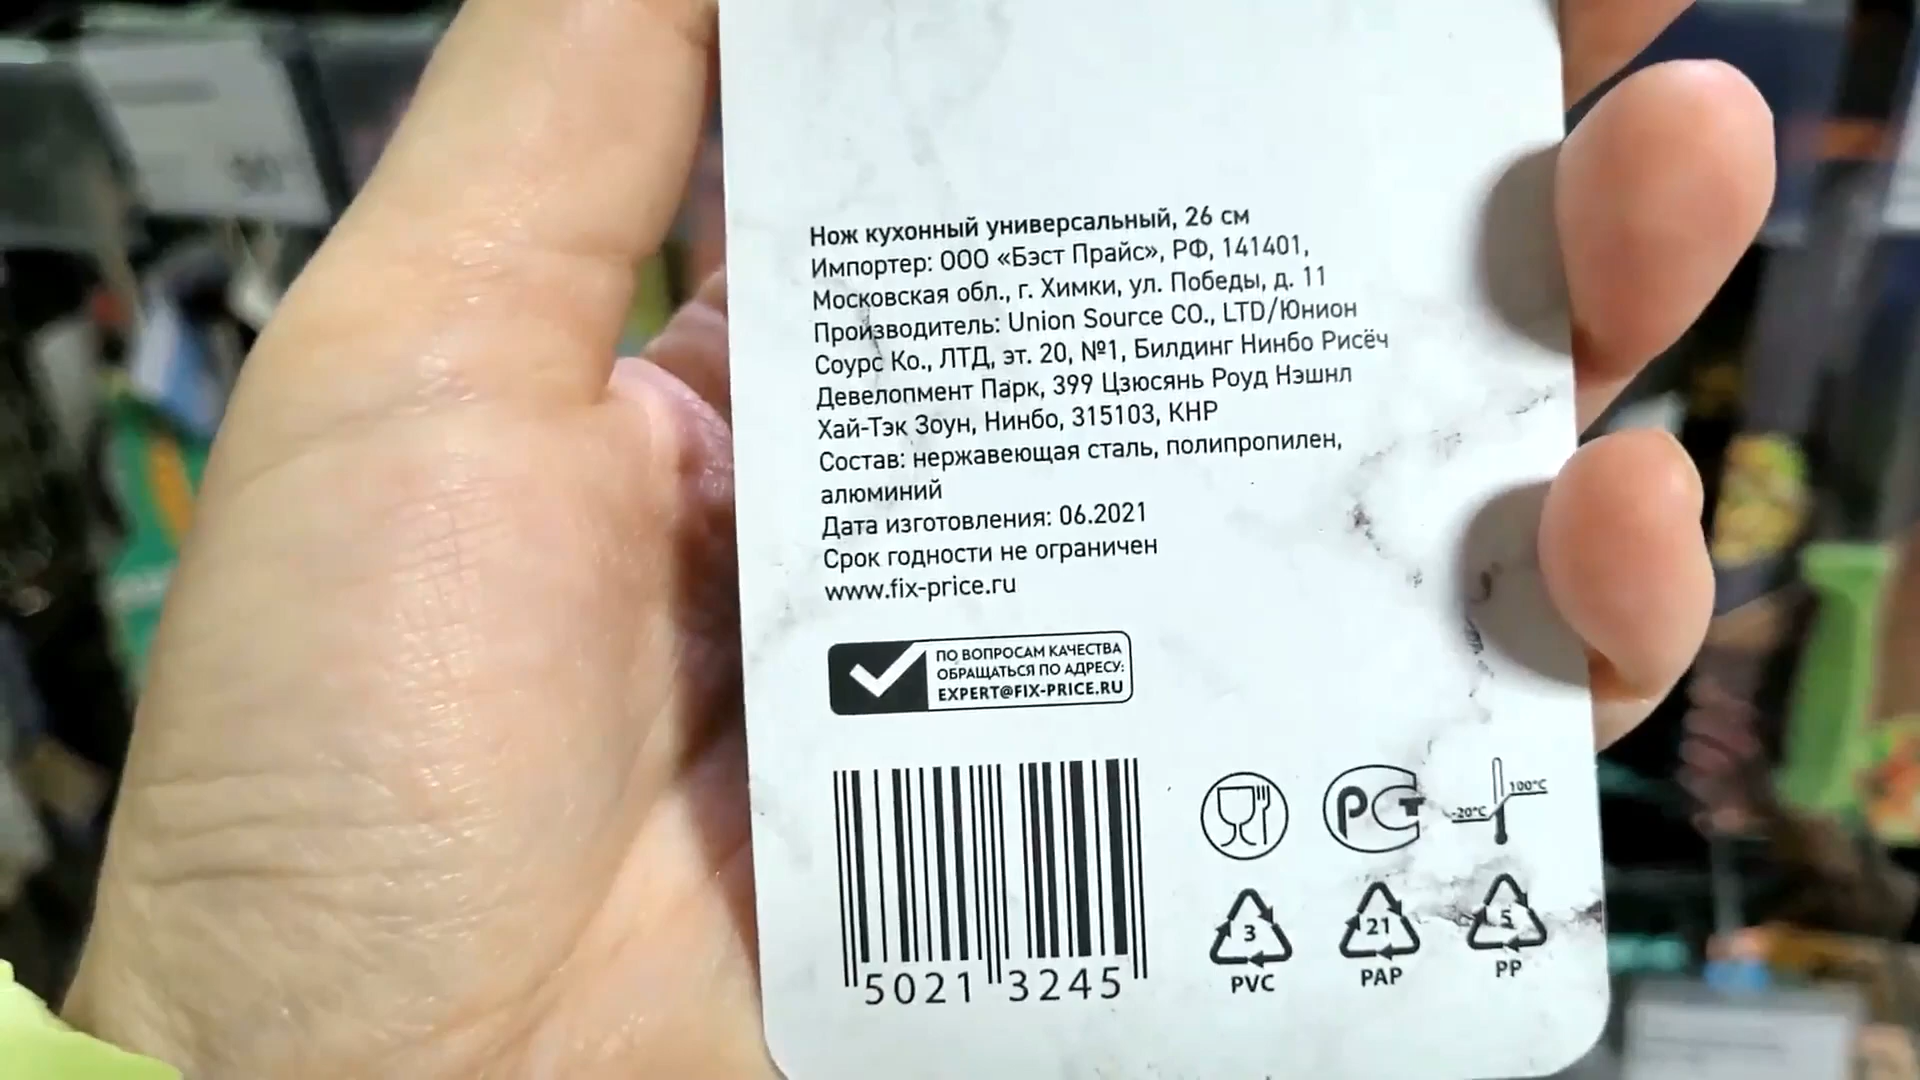 Нож кухонный универсальный, 26 см
Импортер: ООО «Бэст Прайс», РФ, 141401,
Московская обл., г. Химки, ул. Победы, д. 11
Производитель: Union Source CO., LTD/Юнион
Соурс Ко., ЛТД, эт. 20, №1, Билдинг Нинбо Рисёч
Девелопмент Парк, 399 Цзюсянь Роуд Нэшнл
Хай-Тэк Зоун, Нинбо, 315103, КНР
Состав: нержавеющая сталь, полипропилен,
алюминий
Дата изготовления: 06.2021
Срок годности не ограничен
www.fix-price.ru
ПО ВОПРОСАМ КАЧЕСТВА
ОБРАЩАТЬСЯ ПО АДРЕСУ:
EXPERT@FIX-PRICE.RU
РСТ
100°C
-20°C
3
21
5
PVC
PAP
PP
5021 3245